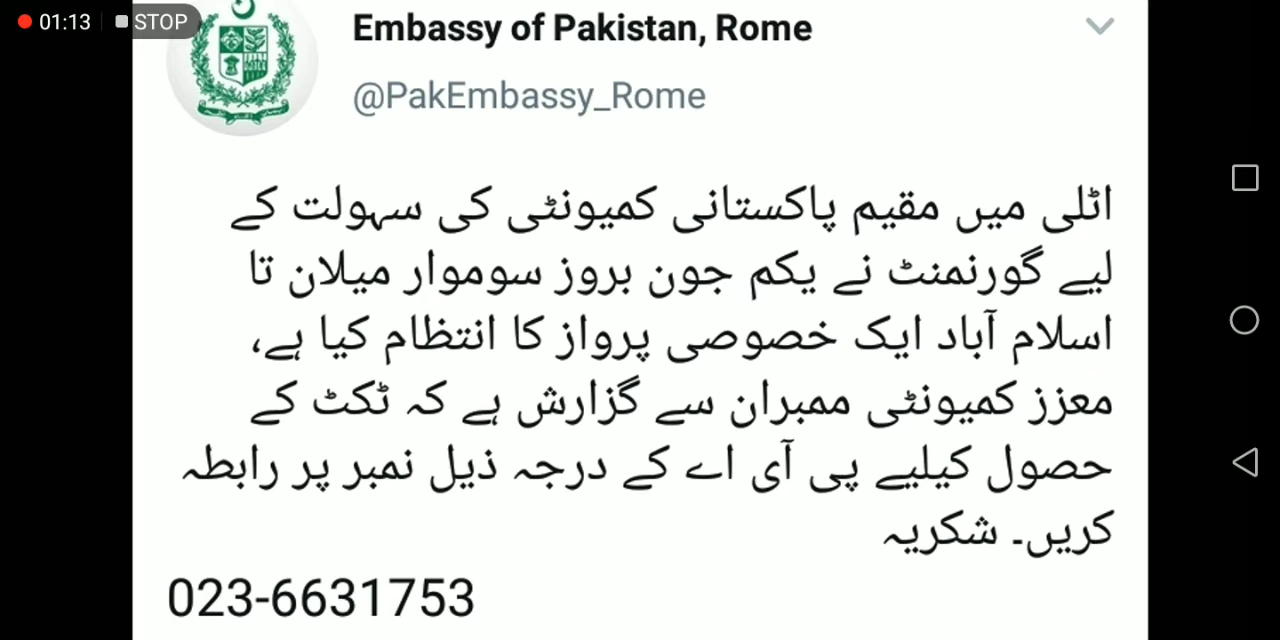 01:13 STOP
Embassy of Pakistan, Rome
@PakEmbassy_Rome
اٹلی میں مقیم پاکستانی کمیونٹی کی سہولت کے
لیے گورنمنٹ نے یکم جون بروز سوموار میلان تا
اسلام آباد ایک خصوصی پرواز کا انتظام کیا ہے،
معزز کمیونٹی ممبران سے گزارش ہے کہ ٹکٹ کے
حصول کیلیے پی آی اے کے درجہ ذیل نمبر پر رابطہ
کریں۔ شکریہ
023-6631753